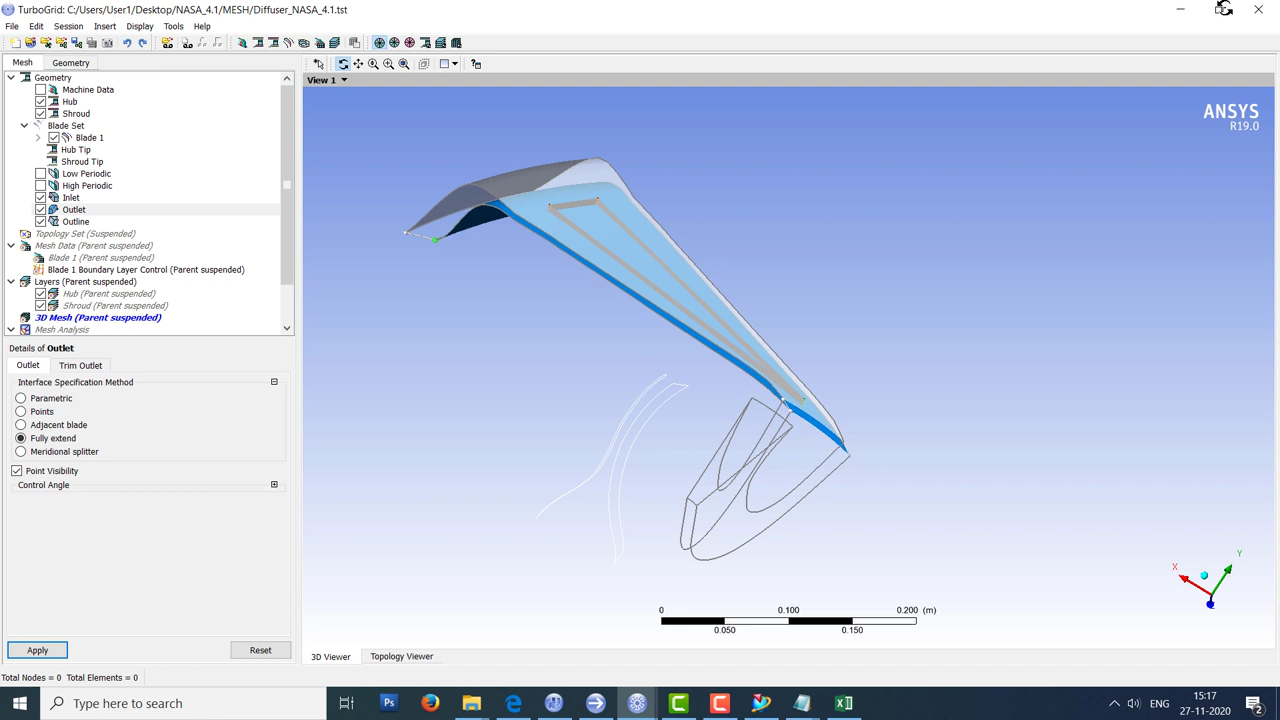 TurboGrid: C:/Users/User1/Desktop/NASA_4.1/MESH/Diffuser_NASA_4.1.tst
File Edit Session Insert Display Tools Help
Mesh Geometry
View 1
Geometry
Machine Data
Hub
Shroud
Blade Set
Blade 1
Hub Tip
Shroud Tip
Low Periodic
High Periodic
Inlet
Outlet
Outline
Topology Set (Suspended)
Mesh Data (Parent suspended)
Blade 1 (Parent suspended)
Blade 1 Boundary Layer Control (Parent suspended)
Layers (Parent suspended)
Hub (Parent suspended)
Shroud (Parent suspended)
3D Mesh (Parent suspended)
Mesh Analysis
Details of Outlet
Outlet Trim Outlet
Interface Specification Method
Parametric
Points
Adjacent blade
Fully extend
Meridional splitter
Point Visibility
Control Angle
Apply Reset
ANSYS
R19.0
Y
X
Z
0 0.100 0.200 (m)
0.050 0.150
3D Viewer Topology Viewer
Total Nodes = 0 Total Elements = 0
Type here to search
Ps
ENG
15:17
27-11-2020
2